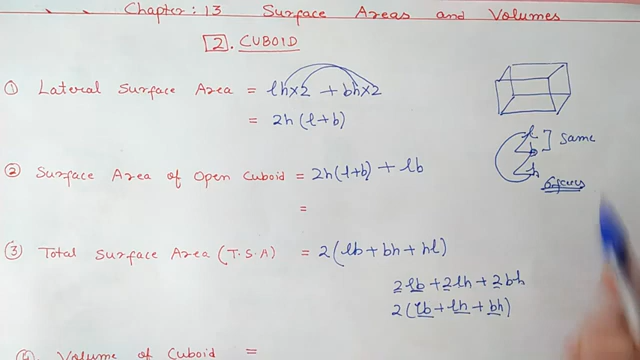 Chapter: 13 Surface Areas and Volumes
2. CUBOID
① Lateral Surface Area = lh×2 + bh×2
= 2h (l+b)
l
b ] same
h
② Surface Area of Open Cuboid = 2h(l+b) + lb
=
③ Total Surface Area (T.S.A) = 2(lb + bh + hl)
2lb + 2lh + 2bh
2(lb + lh + bh)
④ Volume of Cuboid =